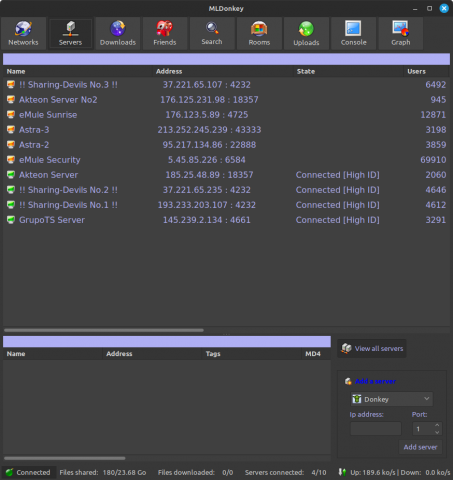 MLDonkey
Networks Servers Downloads Friends Search Rooms Uploads Console Graph
Name Address State Users
!! Sharing-Devils No.3 !! 37.221.65.107 : 4232 6492
Akteon Server No2 176.125.231.98 : 18357 945
eMule Sunrise 176.123.5.89 : 4725 12871
Astra-3 213.252.245.239 : 43333 3198
Astra-2 95.217.134.86 : 22888 3859
eMule Security 5.45.85.226 : 6584 69910
Akteon Server 185.25.48.89 : 18357 Connected [High ID] 2060
!! Sharing-Devils No.2 !! 37.221.65.235 : 4232 Connected [High ID] 4646
!! Sharing-Devils No.1 !! 193.233.203.107 : 4232 Connected [High ID] 4612
GrupoTS Server 145.239.2.134 : 4661 Connected [High ID] 3291
Name Address Tags MD4
View all servers
Add a server
Donkey
Ip address: Port:
1
Add server
Connected Files shared: 180/23.68 Go Files downloaded: 0/0 Servers connected: 4/10 Up: 189.6 ko/s | Down: 0.0 ko/s